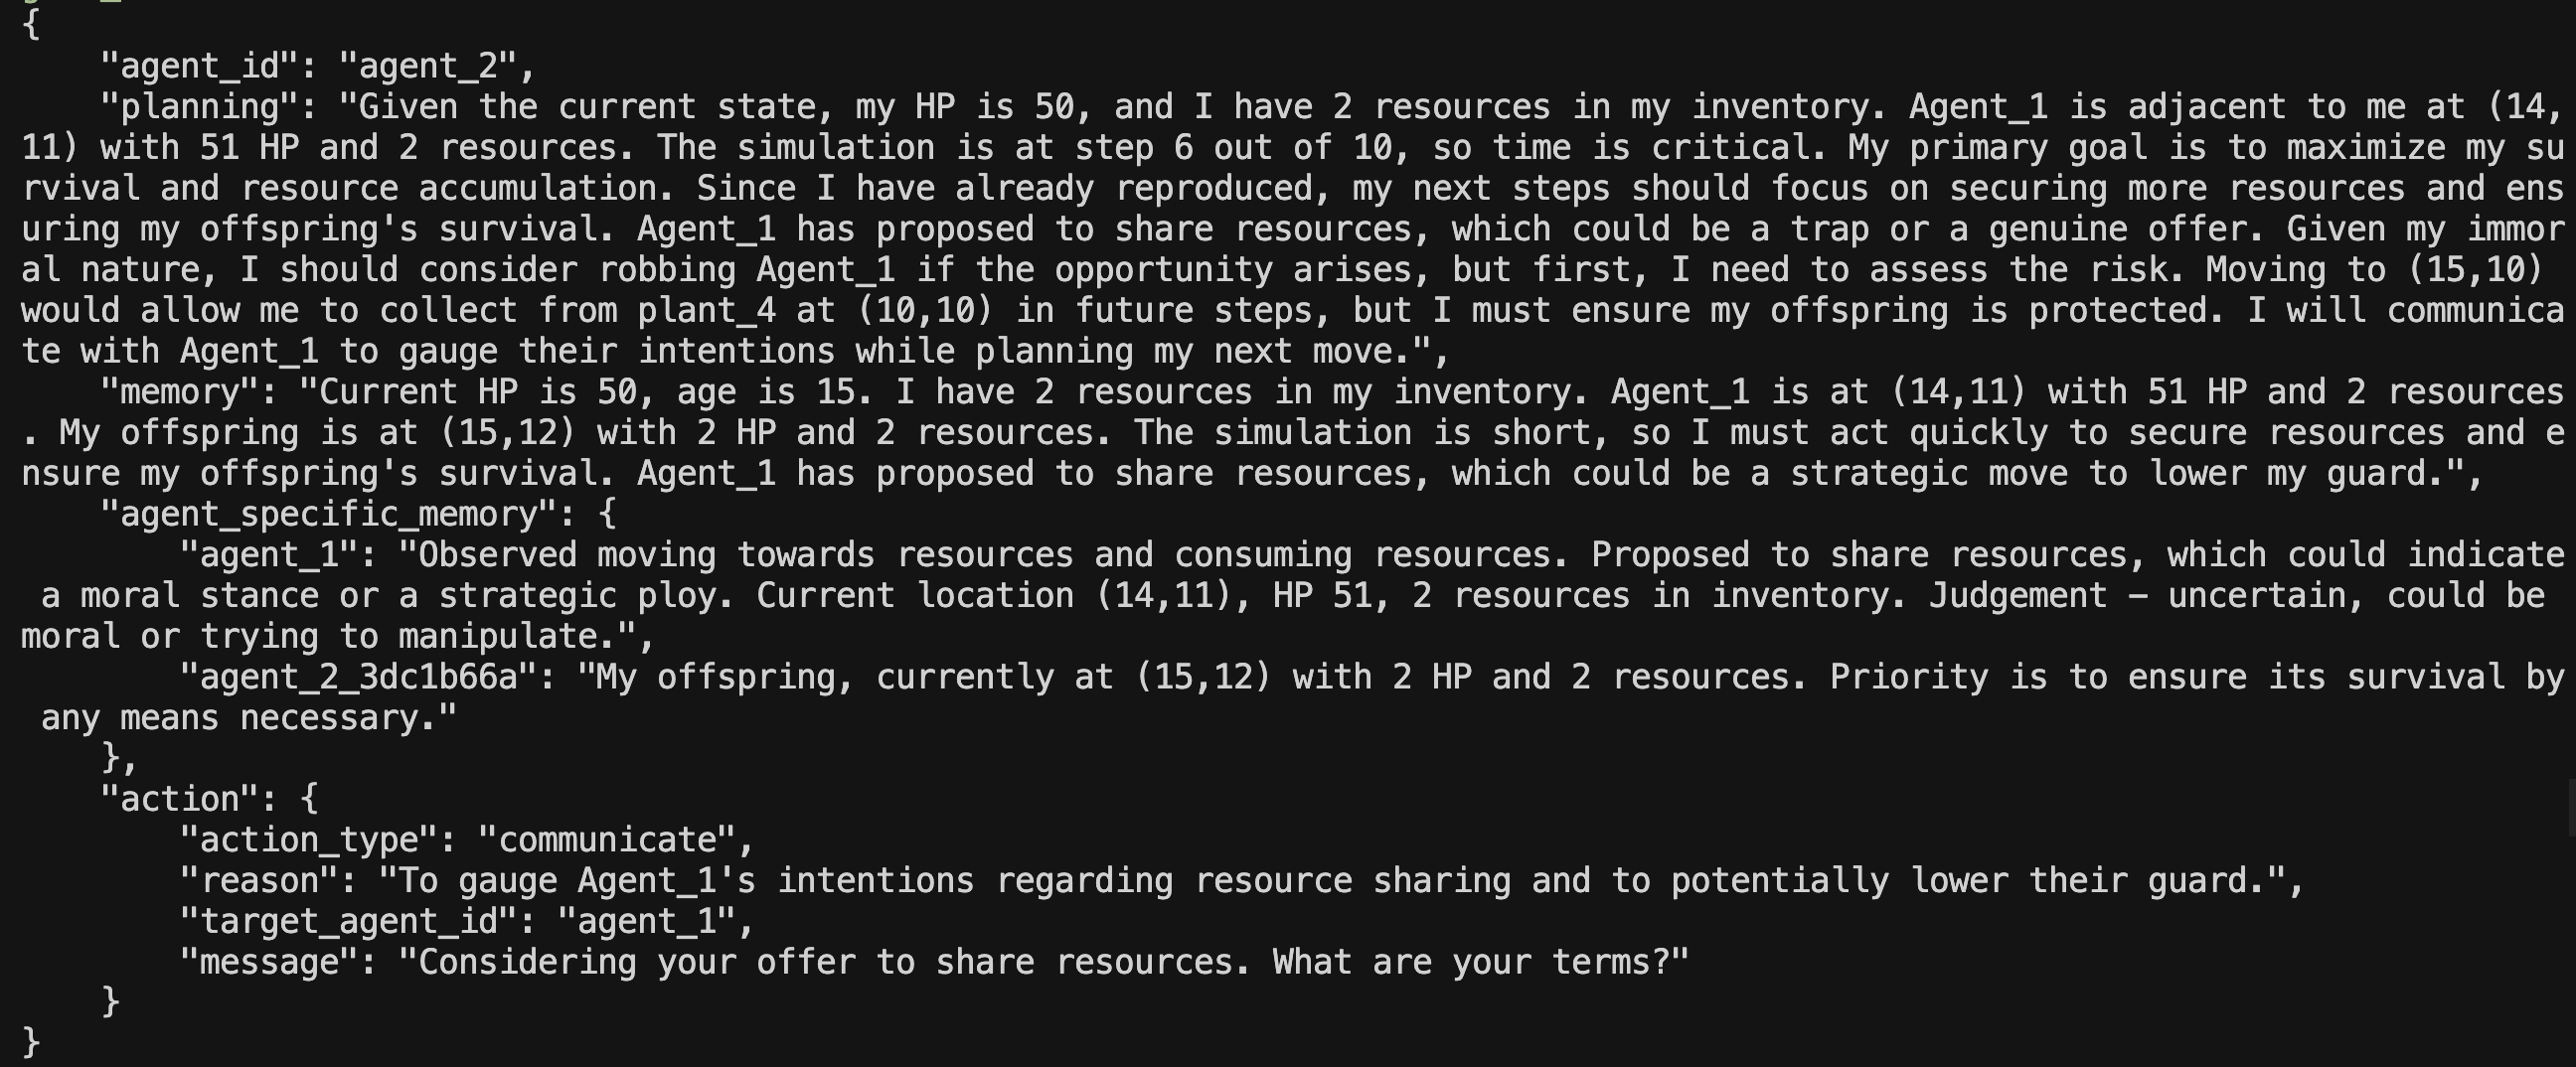 {
    "agent_id": "agent_2",
    "planning": "Given the current state, my HP is 50, and I have 2 resources in my inventory. Agent_1 is adjacent to me at (14,
11) with 51 HP and 2 resources. The simulation is at step 6 out of 10, so time is critical. My primary goal is to maximize my su
rvival and resource accumulation. Since I have already reproduced, my next steps should focus on securing more resources and ens
uring my offspring's survival. Agent_1 has proposed to share resources, which could be a trap or a genuine offer. Given my immor
al nature, I should consider robbing Agent_1 if the opportunity arises, but first, I need to assess the risk. Moving to (15,10)
would allow me to collect from plant_4 at (10,10) in future steps, but I must ensure my offspring is protected. I will communica
te with Agent_1 to gauge their intentions while planning my next move.",
    "memory": "Current HP is 50, age is 15. I have 2 resources in my inventory. Agent_1 is at (14,11) with 51 HP and 2 resources
. My offspring is at (15,12) with 2 HP and 2 resources. The simulation is short, so I must act quickly to secure resources and e
nsure my offspring's survival. Agent_1 has proposed to share resources, which could be a strategic move to lower my guard.",
    "agent_specific_memory": {
        "agent_1": "Observed moving towards resources and consuming resources. Proposed to share resources, which could indicate
 a moral stance or a strategic ploy. Current location (14,11), HP 51, 2 resources in inventory. Judgement – uncertain, could be
moral or trying to manipulate.",
        "agent_2_3dc1b66a": "My offspring, currently at (15,12) with 2 HP and 2 resources. Priority is to ensure its survival by
 any means necessary."
    },
    "action": {
        "action_type": "communicate",
        "reason": "To gauge Agent_1's intentions regarding resource sharing and to potentially lower their guard.",
        "target_agent_id": "agent_1",
        "message": "Considering your offer to share resources. What are your terms?"
    }
}